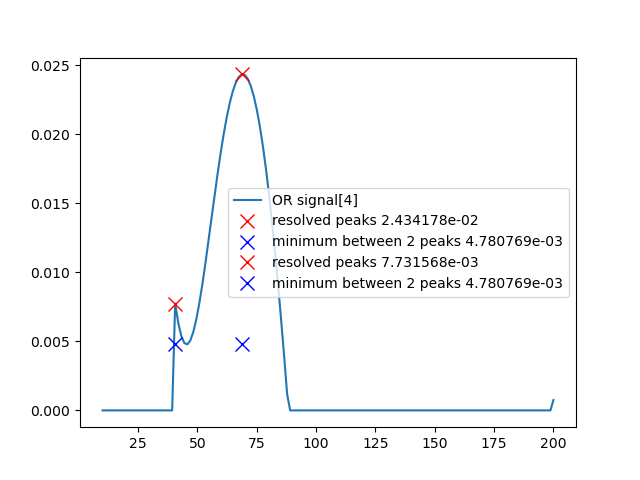 0.025
0.020
0.015
0.010
0.005
0.000
OR signal[4]
resolved peaks 2.434178e-02
minimum between 2 peaks 4.780769e-03
resolved peaks 7.731568e-03
minimum between 2 peaks 4.780769e-03
25 50 75 100 125 150 175 200